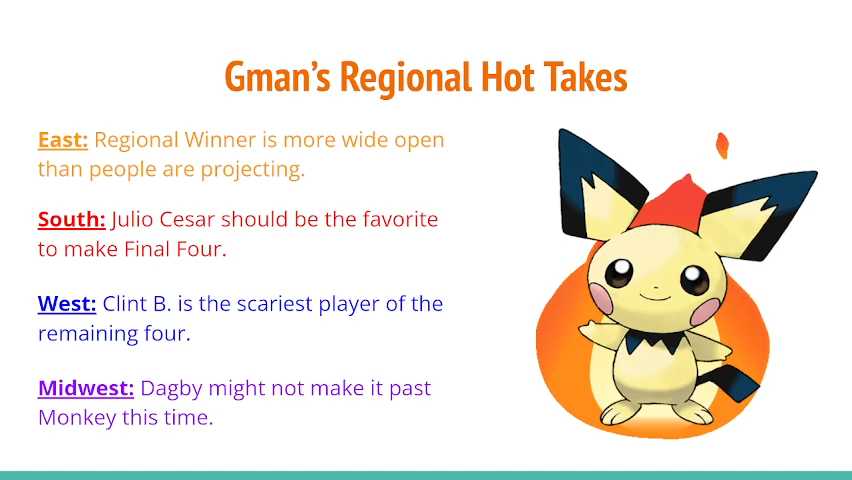 Gman's Regional Hot Takes
East: Regional Winner is more wide open
than people are projecting.
South: Julio Cesar should be the favorite
to make Final Four.
West: Clint B. is the scariest player of the
remaining four.
Midwest: Dagby might not make it past
Monkey this time.